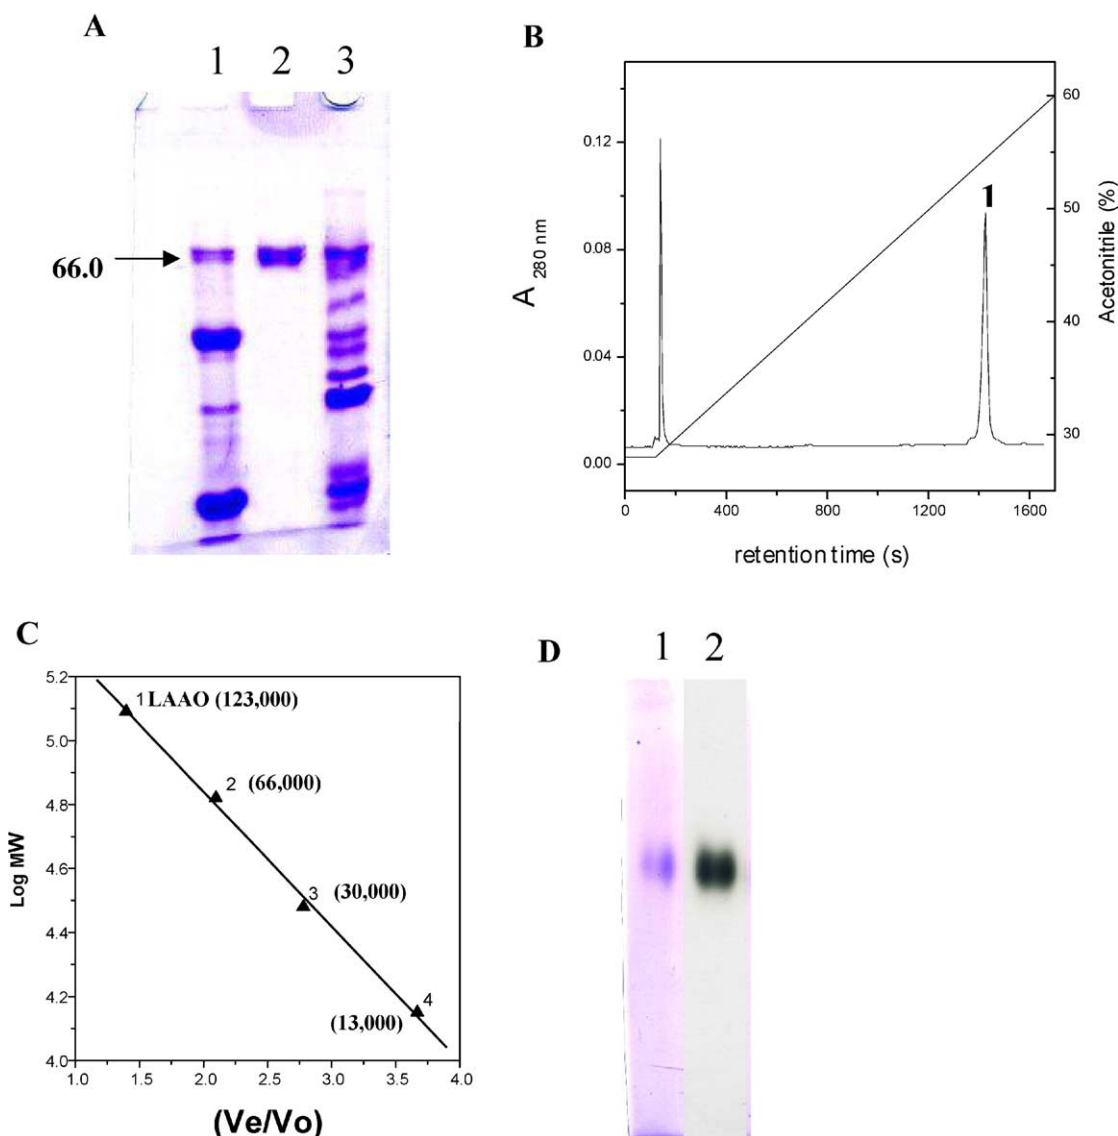 A
1 2 3
66.0
B
0.12
0.08
0.04
0.00
A 280 nm
60
50
40
30
Acetonitrile (%)
1
0 400 800 1200 1600
retention time (s)
C
5.2
5.0
4.8
4.6
4.4
4.2
4.0
Log MW
1 LAAO (123,000)
2 (66,000)
3 (30,000)
4
(13,000)
1.0 1.5 2.0 2.5 3.0 3.5 4.0
(Ve/Vo)
D
1 2